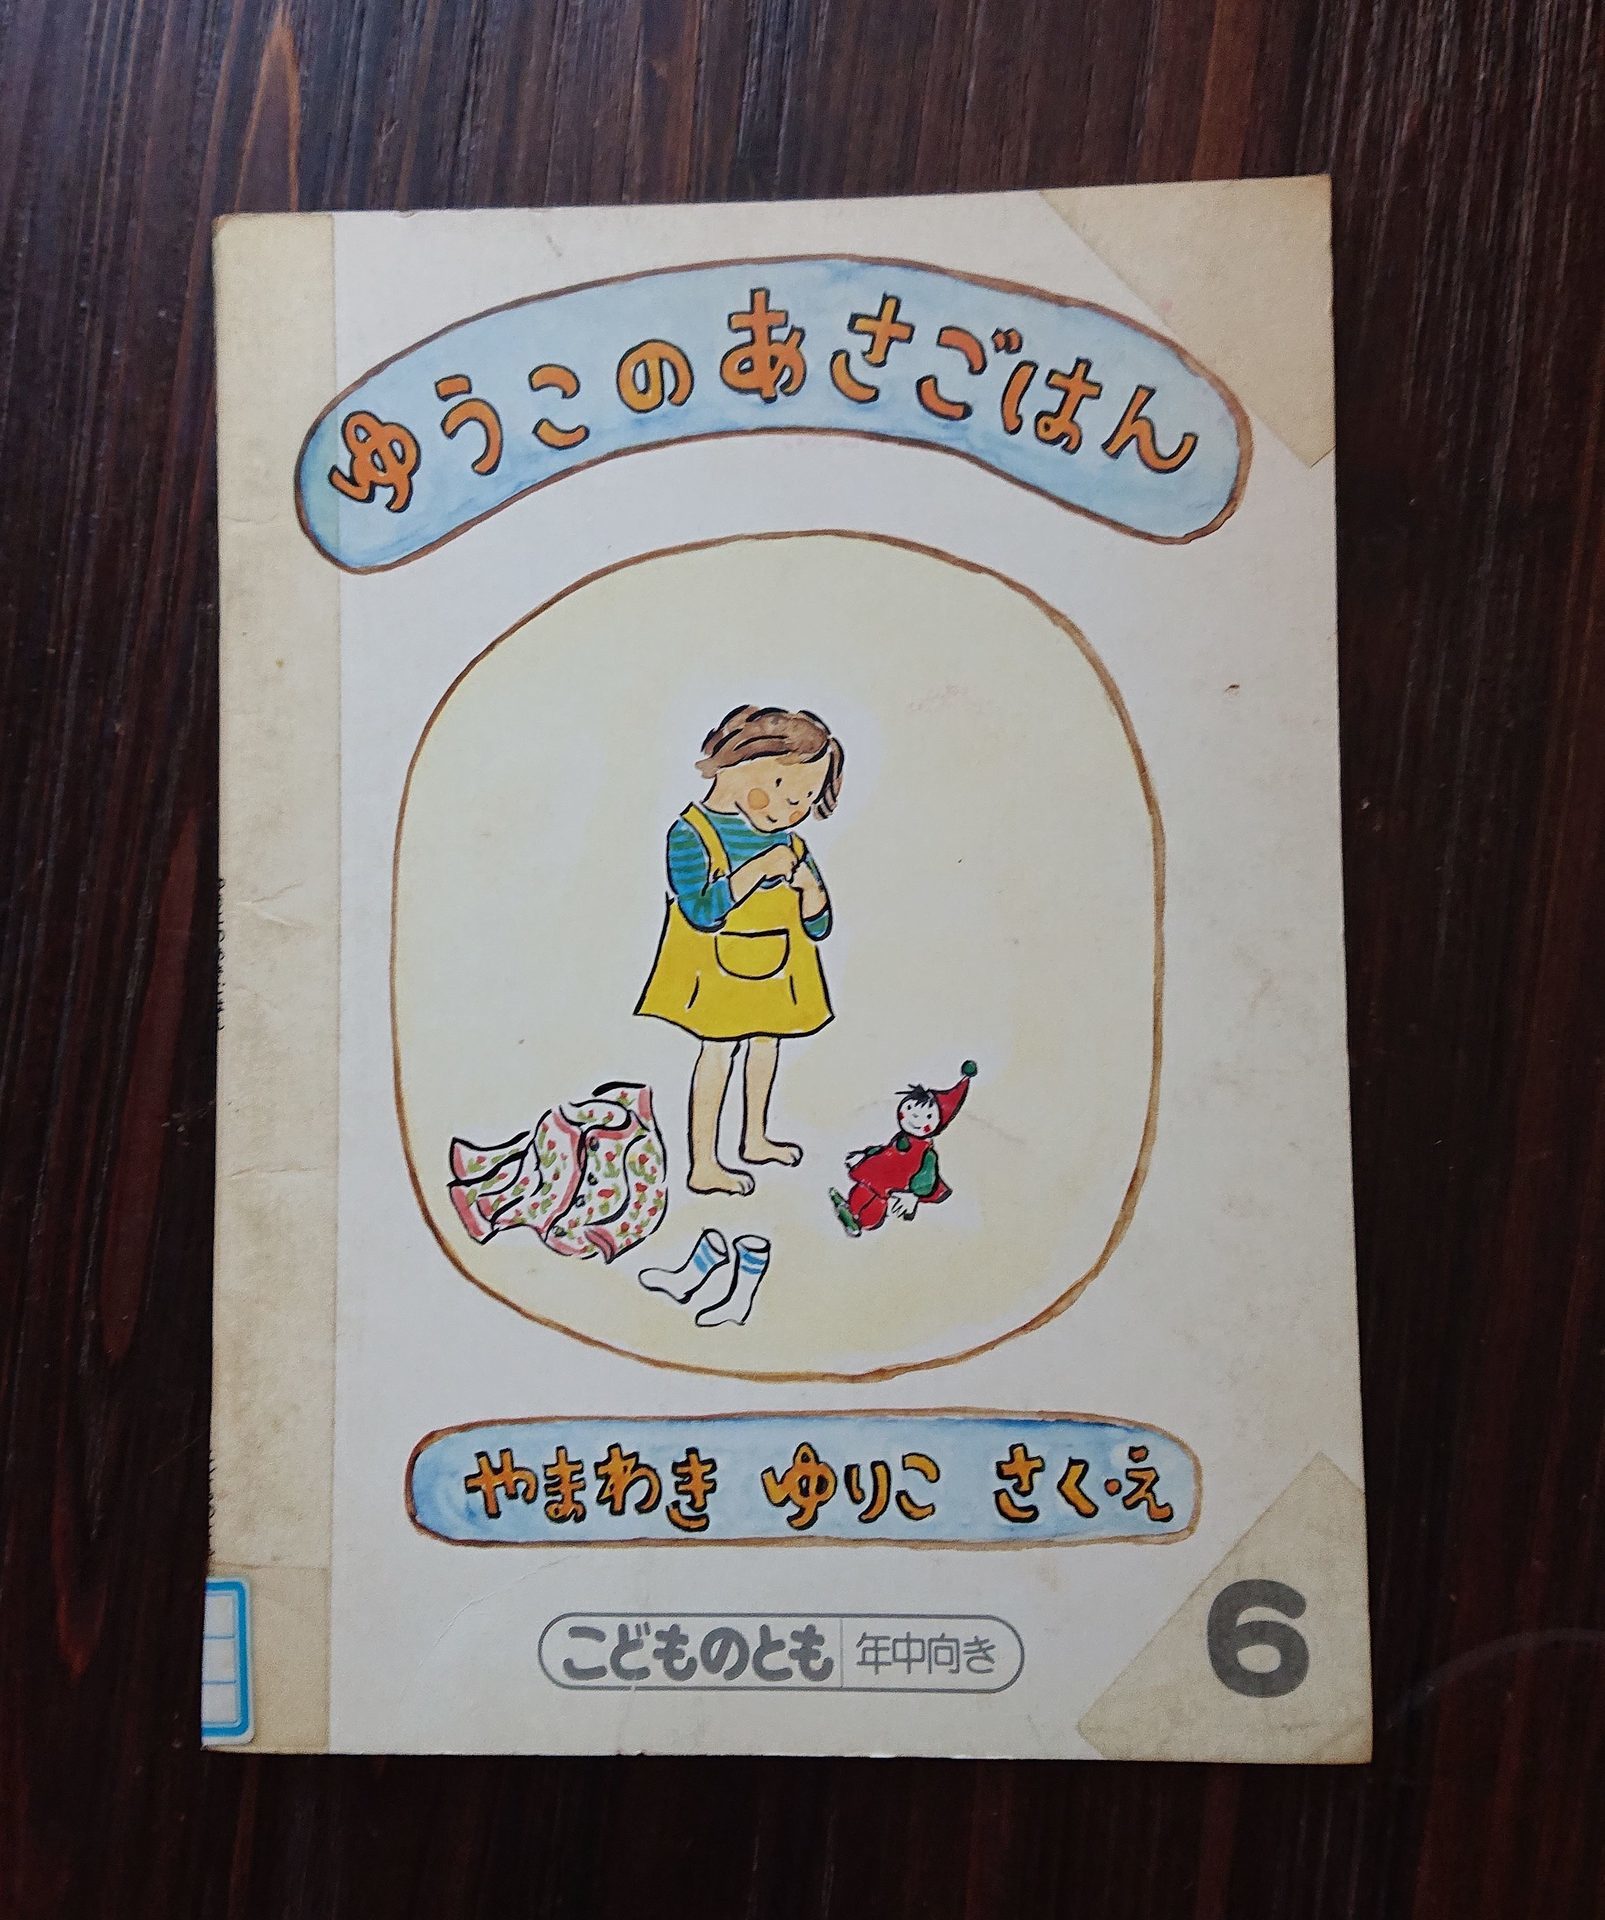 ゆうこのあさごはん
やまわき ゆりこ さく・え
こどものとも 年中向き
6